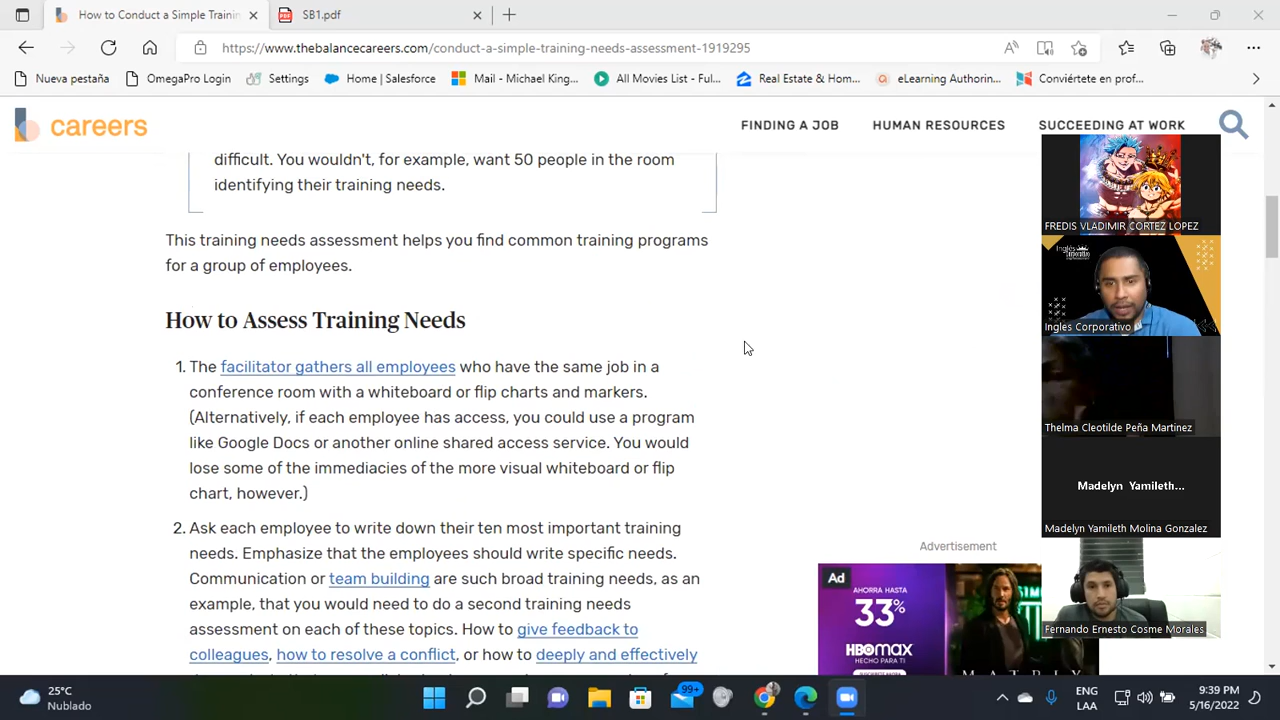 How to Conduct a Simple Trainin
SB1.pdf
https://www.thebalancecareers.com/conduct-a-simple-training-needs-assessment-1919295
Nueva pestaña
OmegaPro Login
Settings
Home | Salesforce
Mail - Michael King...
All Movies List - Ful...
Real Estate & Hom...
eLearning Authorin...
Conviértete en prof...
careers
FINDING A JOB
HUMAN RESOURCES
SUCCEEDING AT WORK
difficult. You wouldn't, for example, want 50 people in the room
identifying their training needs.
This training needs assessment helps you find common training programs
for a group of employees.
How to Assess Training Needs
1. The facilitator gathers all employees who have the same job in a
conference room with a whiteboard or flip charts and markers.
(Alternatively, if each employee has access, you could use a program
like Google Docs or another online shared access service. You would
lose some of the immediacies of the more visual whiteboard or flip
chart, however.)
2. Ask each employee to write down their ten most important training
needs. Emphasize that the employees should write specific needs.
Communication or team building are such broad training needs, as an
example, that you would need to do a second training needs
assessment on each of these topics. How to give feedback to
colleagues, how to resolve a conflict, or how to deeply and effectively
FREDIS VLADIMIR CORTEZ LOPEZ
Inglés
Corporativo
Ingles Corporativo
Thelma Cleotilde Peña Martinez
Madelyn Yamileth...
Madelyn Yamileth Molina Gonzalez
Fernando Ernesto Cosme Morales
Advertisement
Ad
AHORA HASTA
33%
HBOMAX
HECHO PARA TI
M A T R I
25°C
Nublado
99+
ENG
LAA
9:39 PM
5/16/2022